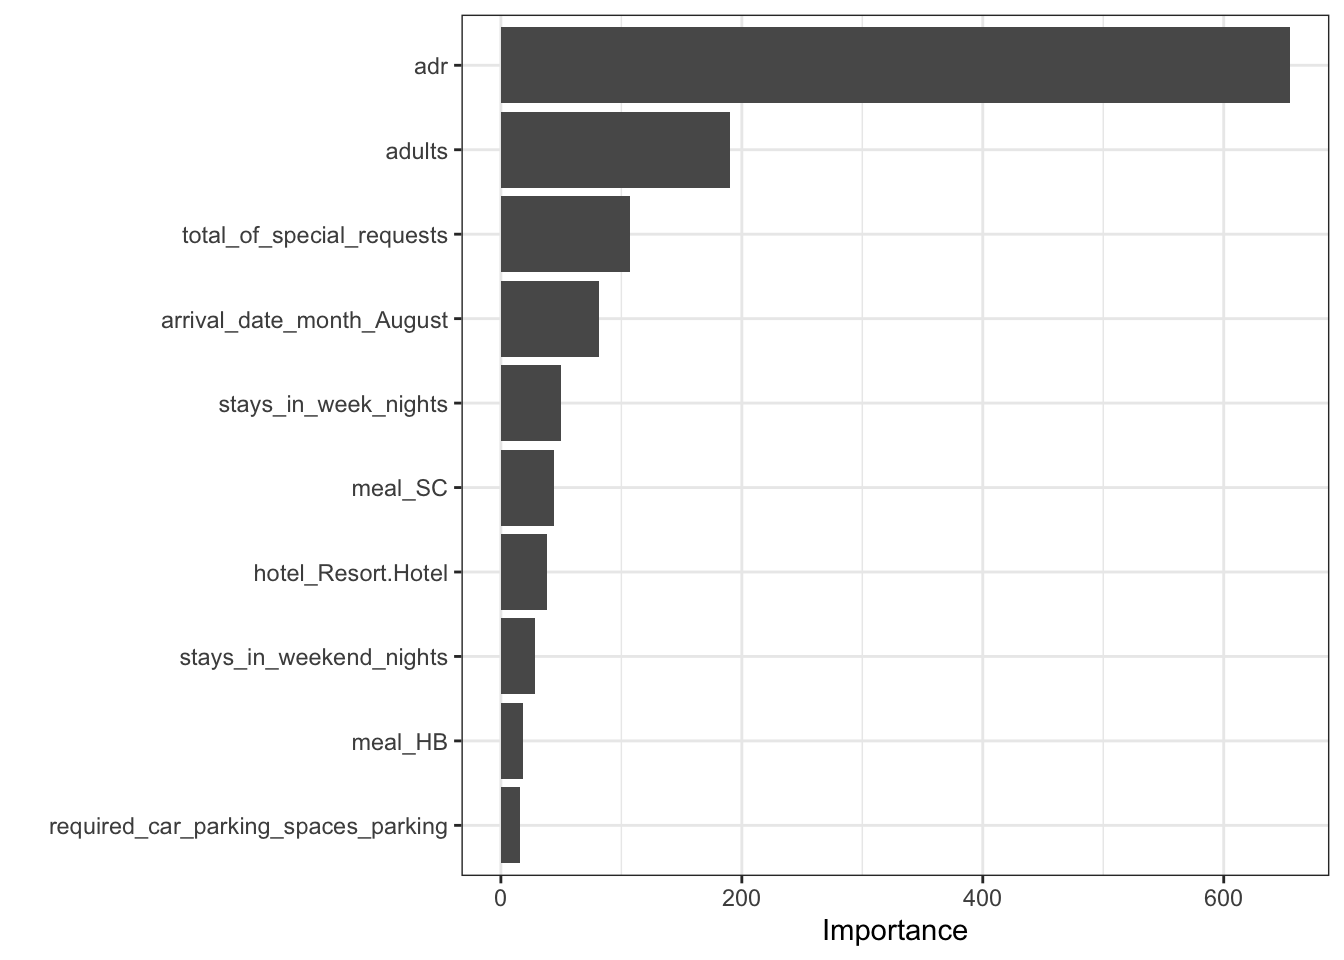 adr
adults
total_of_special_requests
arrival_date_month_August
stays_in_week_nights
meal_SC
hotel_Resort.Hotel
stays_in_weekend_nights
meal_HB
required_car_parking_spaces_parking
0 200 400 600
Importance